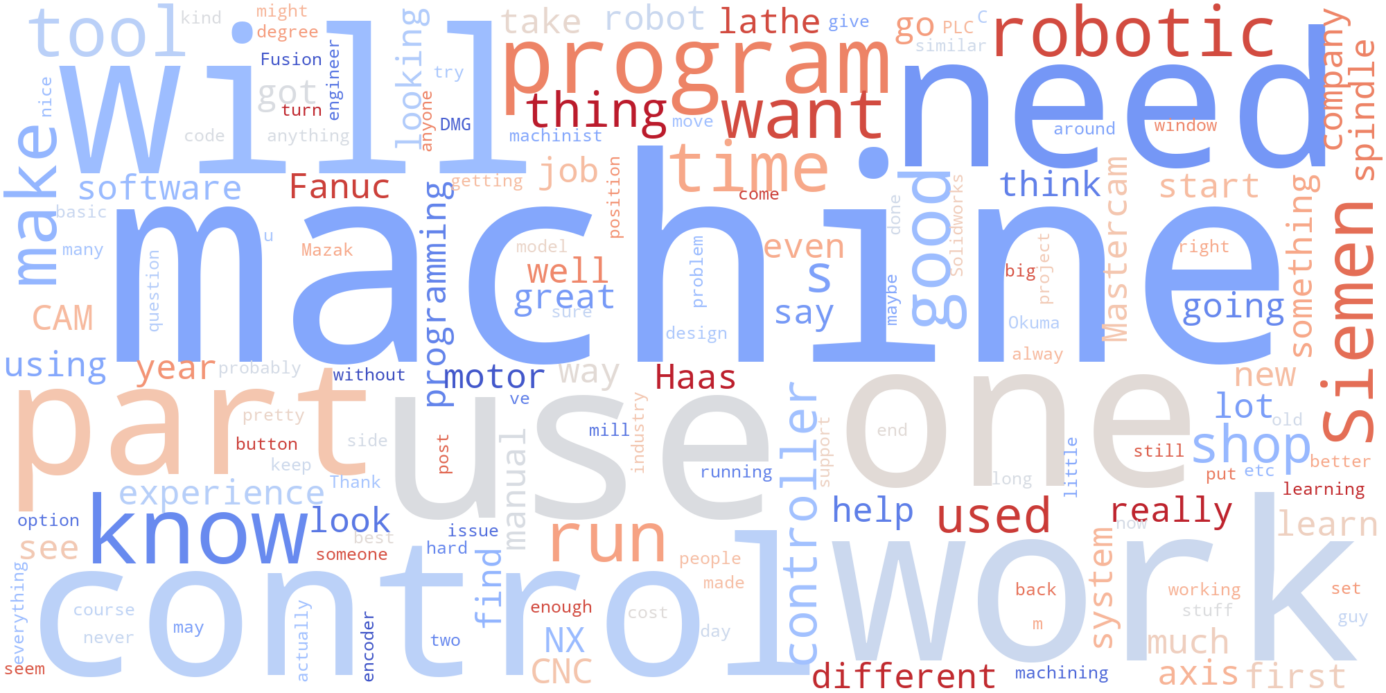 tool
kind
might
degree
take
robot
lathe
give
go
PLC
C
similar
robotic
company
will
Fusion
engineer
looking
try
program
need
nice
got
turn
code
anything
anyone
DMG
machinist
thing
move
want
around
window
spindle
make
software
Fanuc
getting
job
position
time
come
good
think
Mastercam
start
something
basic
many
question
u
Mazak
programming
model
well
great
sure
problem
even
s
say
maybe
done
Solidworks
big
project
right
going
Siemen
machine
CAM
design
Okuma
alway
using
year
probably
without
motor
ve
way
Haas
new
lot
old
part
pretty
button
side
keep
Thank
use
post
manual
mill
industry
running
controller
support
one
end
long
still
little
shop
put
etc
better
learning
experience
option
know
look
issue
hard
best
someone
see
run
help
used
really
now
learn
everything
control
course
never
may
actually
encoder
two
find
enough
NX
CNC
people
made
cost
day
work
back
m
system
working
stuff
much
set
guy
seem
different
machining
axis
first